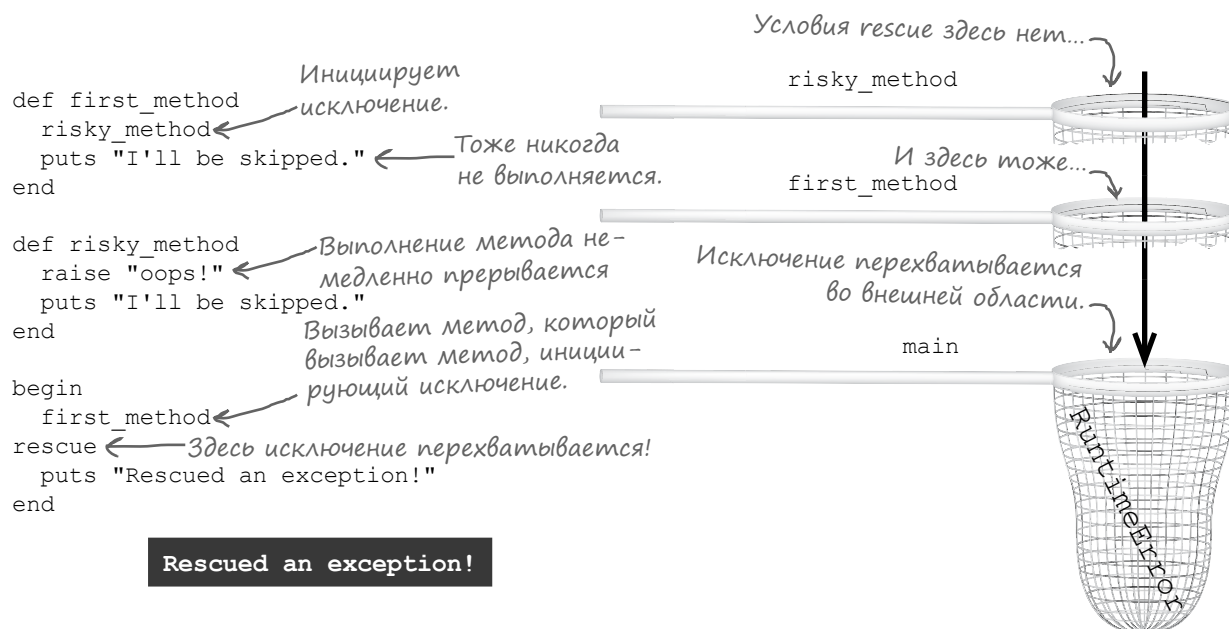 def first_method
  risky_method
  puts "I'll be skipped."
end
Инициирует
исключение.
Тоже никогда
не выполняется.
def risky_method
  raise "oops!"
  puts "I'll be skipped."
end
Выполнение метода не-
медленно прерывается
begin
  first_method
rescue
  puts "Rescued an exception!"
end
Вызывает метод, который
вызывает метод, иниции-
рующий исключение.
Здесь исключение перехватывается!
Rescued an exception!
Условия rescue здесь нет...
risky_method
И здесь тоже...
first_method
Исключение перехватывается
во внешней области.
main
RuntimeError